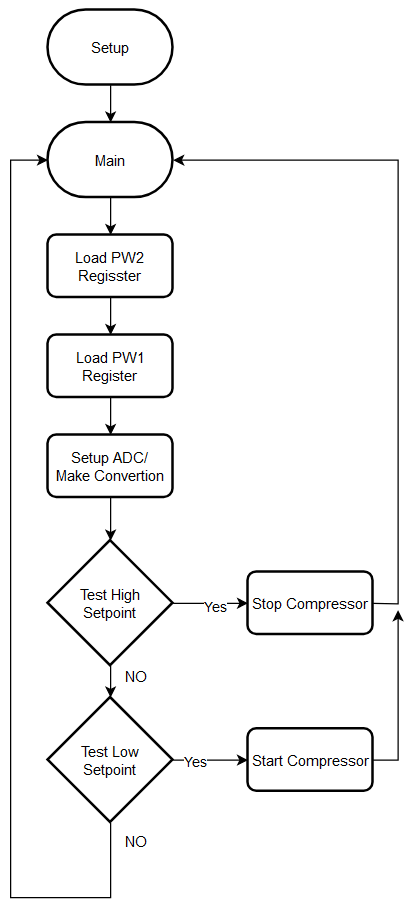 Setup
Main
Load PW2
Regisster
Load PW1
Register
Setup ADC/
Make Convertion
Test High
Setpoint
Yes
Stop Compressor
NO
Test Low
Setpoint
Yes
Start Compressor
NO